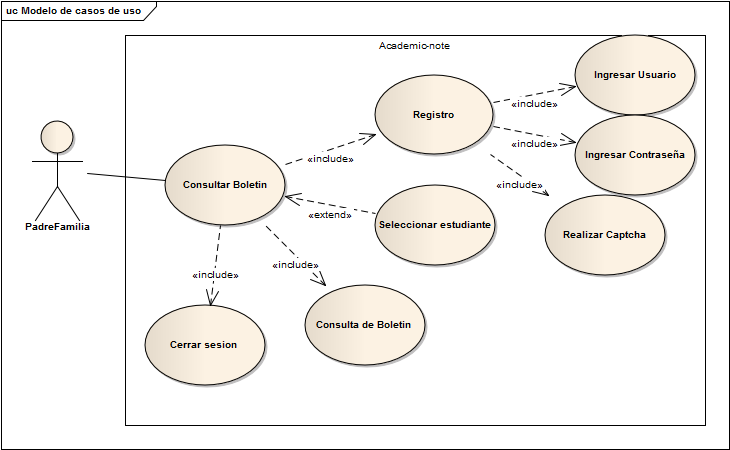 uc Modelo de casos de uso
Academic-note
Ingresar Usuario
Registro
«include»
«include»
Ingresar Contraseña
«include»
Consultar Boletin
«include»
PadreFamilia
«extend»
Seleccionar estudiante
Realizar Captcha
«include»
«include»
Consulta de Boletin
Cerrar sesion